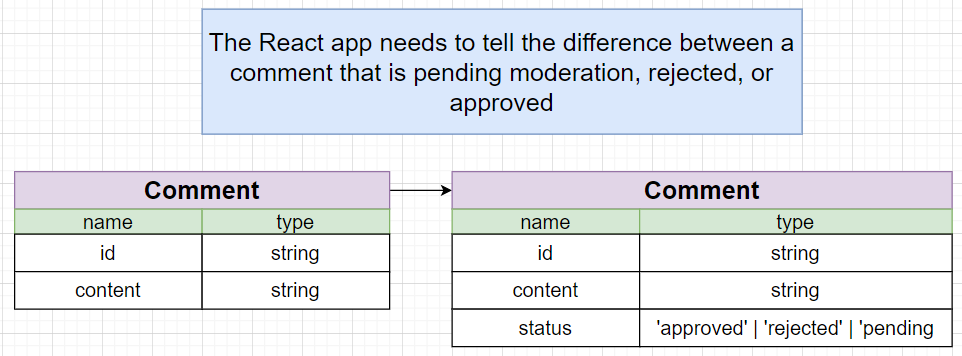 The React app needs to tell the difference between a
comment that is pending moderation, rejected, or
approved
Comment
name type
id string
content string
Comment
name type
id string
content string
status 'approved' | 'rejected' | 'pending